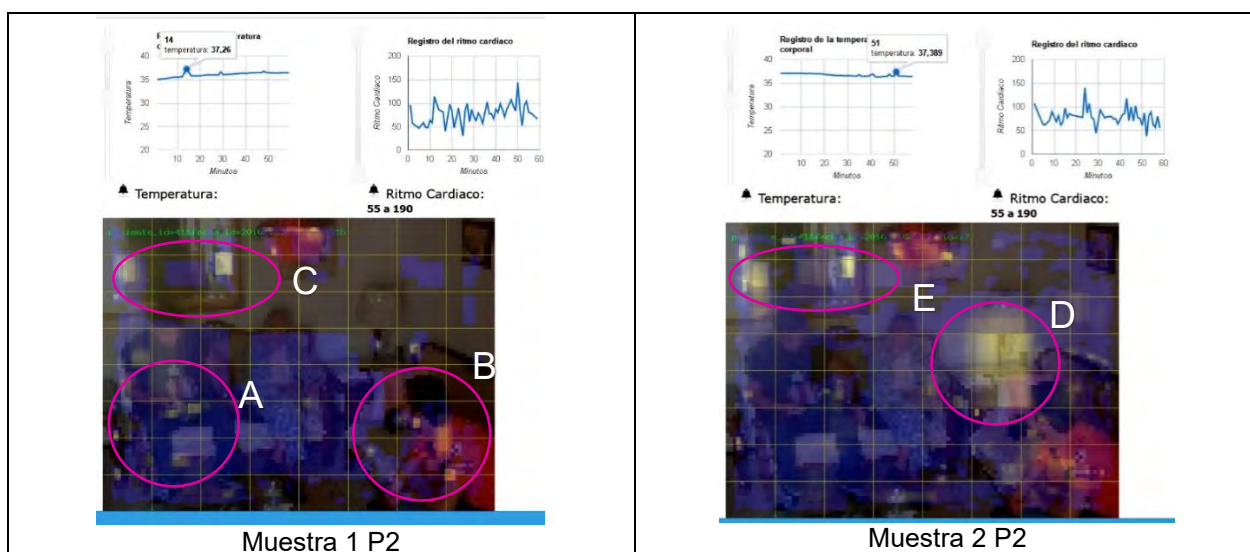 14
temperatura: 37,26
Registro del ritmo cardiaco
40
35
30
25
20
Temperatura
10 20 30 40 50
Minutos
200
150
100
50
0
Ritmo Cardiaco
10 20 30 40 50 60
Minutos
Temperatura:
Ritmo Cardiaco:
55 a 190
C
A
B
Muestra 1 P2
Registro de la tempera
corporal
51
temperatura: 37,389
Registro del ritmo cardiaco
40
35
30
25
20
Temperatura
10 20 30 40 50
Minutos
200
150
100
50
0
Ritmo Cardiaco
10 20 30 40 50 60
Minutos
Temperatura:
Ritmo Cardiaco:
55 a 190
E
D
Muestra 2 P2